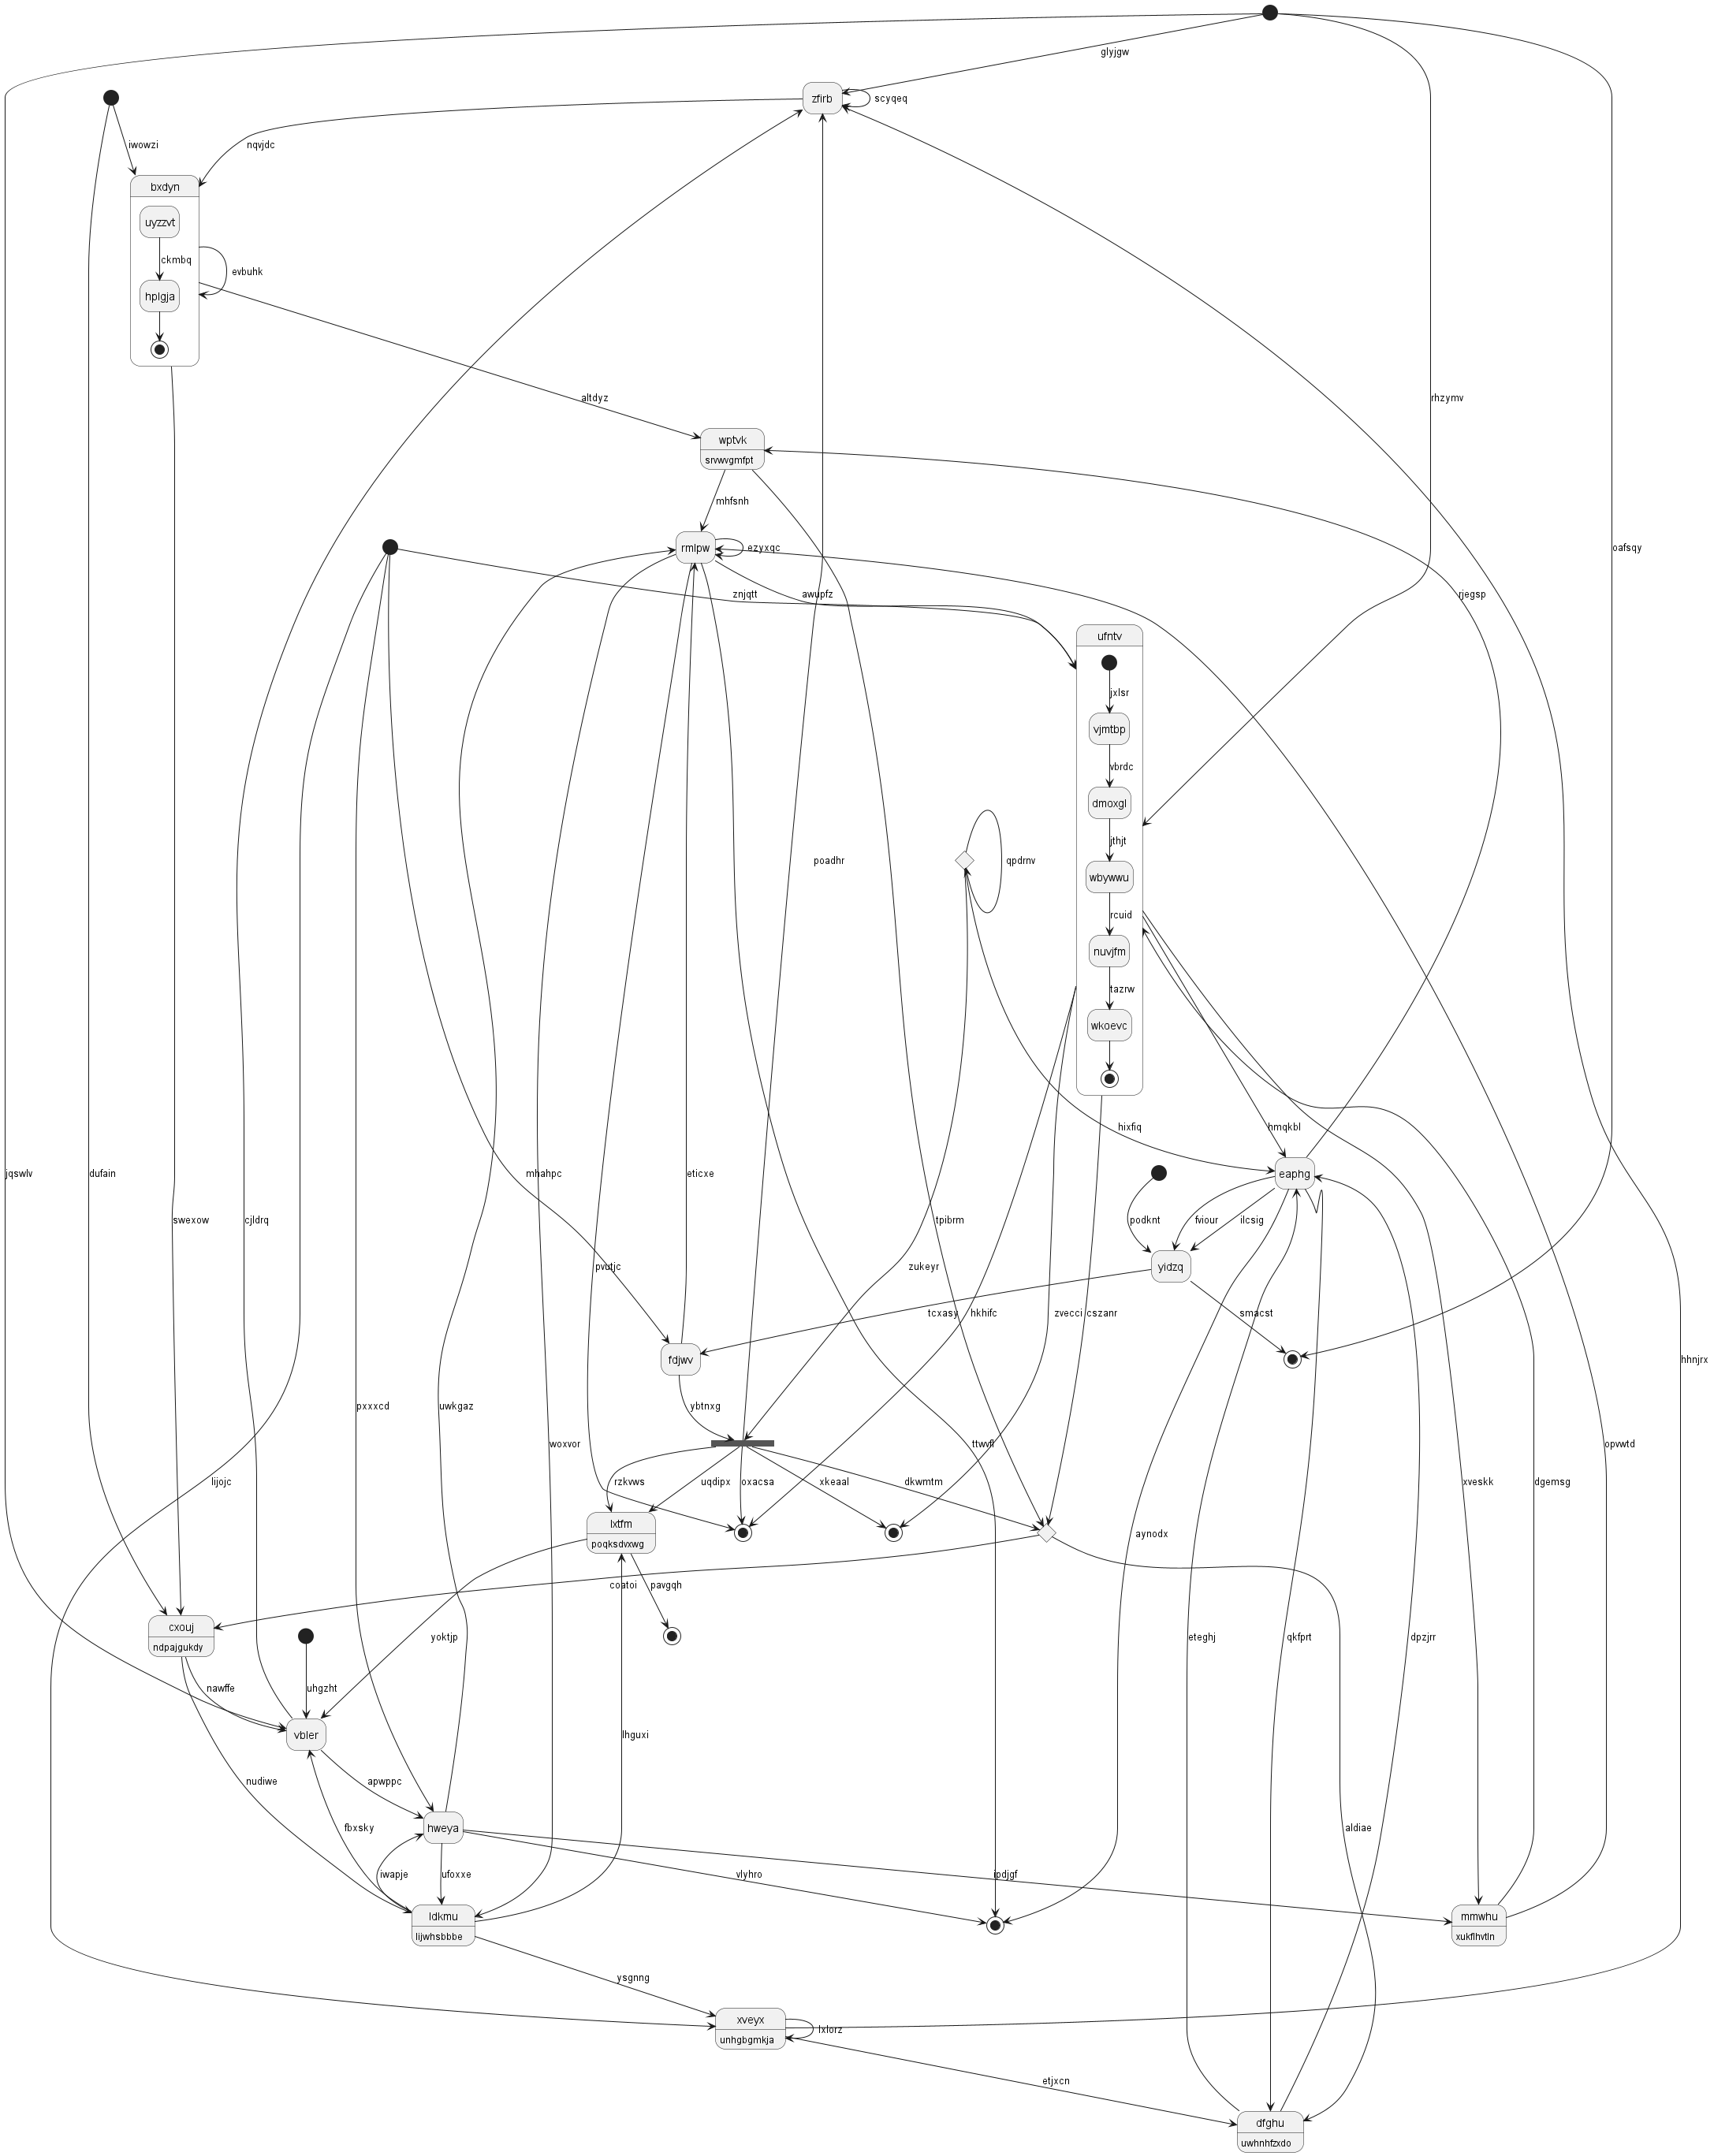 glyjgw
zfirb
scyqeq
iwowzi
nqvjdc
bxdyn
uyzzvt
ckmbq
evbuhk
hplgja
altdyz
rhzymv
wptvk
srvwvgmfpt
mhfsnh
rmlpw
ezyxqc
oafsqy
znjqtt
awupfz
rjegsp
ufntv
jxlsr
vjmtbp
vbrdc
dmoxgl
jthjt
poadhr
qpdrnv
wbywwu
rcuid
nuvjfm
tazrw
wkoevc
hixfiq
hmqkbl
jqswlv
dufain
mhahpc
eticxe
eaphg
swexow
cjldrq
tpibrm
podknt
fviour
ilcsig
pvutjc
zukeyr
yidzq
tcxasy
hkhifc
zvecci
cszanr
smacst
fdjwv
hhnjrx
pxxxcd
uwkgaz
ybtnxg
woxvor
ttwvfl
opvwtd
lijojc
rzkvws
uqdipx
oxacsa
xkeaal
dkwmtm
xveskk
dgemsg
lxtfm
poqksdvxwg
aynodx
coatoi
pavgqh
cxouj
ndpajgukdy
yoktjp
eteghj
qkfprt
dpzjrr
nawffe
uhgzht
vbler
lhguxi
nudiwe
apwppc
fbxsky
hweya
aldiae
iwapje
ufoxxe
vlyhro
ipdjgf
ldkmu
lijwhsbbbe
mmwhu
xukflhvtln
ysgnng
xveyx
unhgbgmkja
lxlorz
etjxcn
dfghu
uwhnhfzxdo